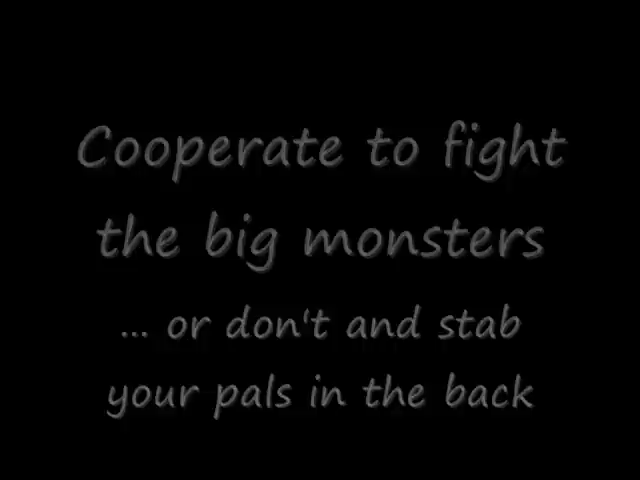 Cooperate to fight
the big monsters
... or don't and stab
your pals in the back